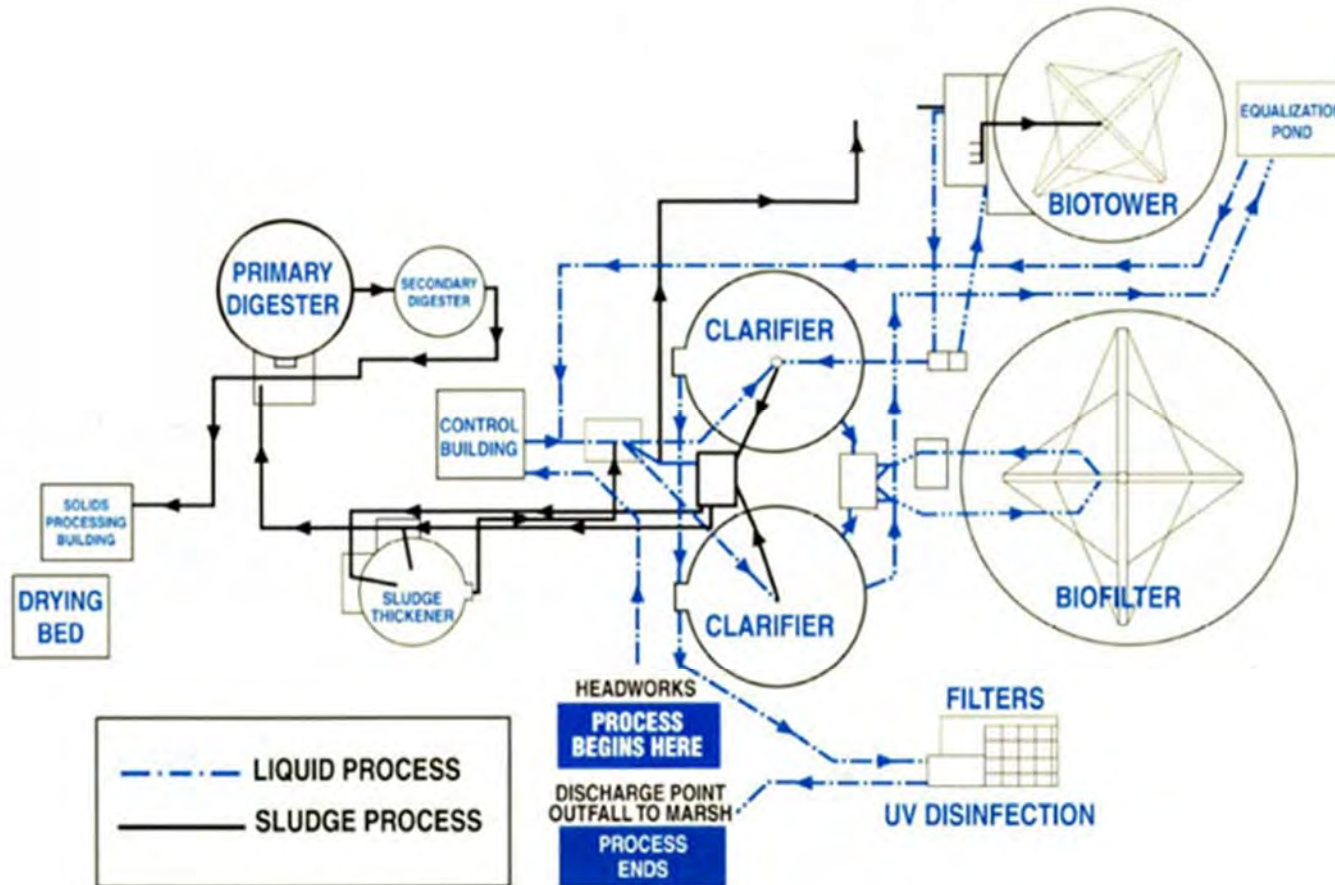 EQUALIZATION
POND
BIOTOWER
PRIMARY
DIGESTER
SECONDARY
DIGESTER
CLARIFIER
CONTROL
BUILDING
SOLIDS
PROCESSING
BUILDING
DRYING
BED
SLUDGE
THICKENER
CLARIFIER
BIOFILTER
HEADWORKS
PROCESS
BEGINS HERE
DISCHARGE POINT
OUTFALL TO MARSH
PROCESS
ENDS
FILTERS
UV DISINFECTION
LIQUID PROCESS
SLUDGE PROCESS